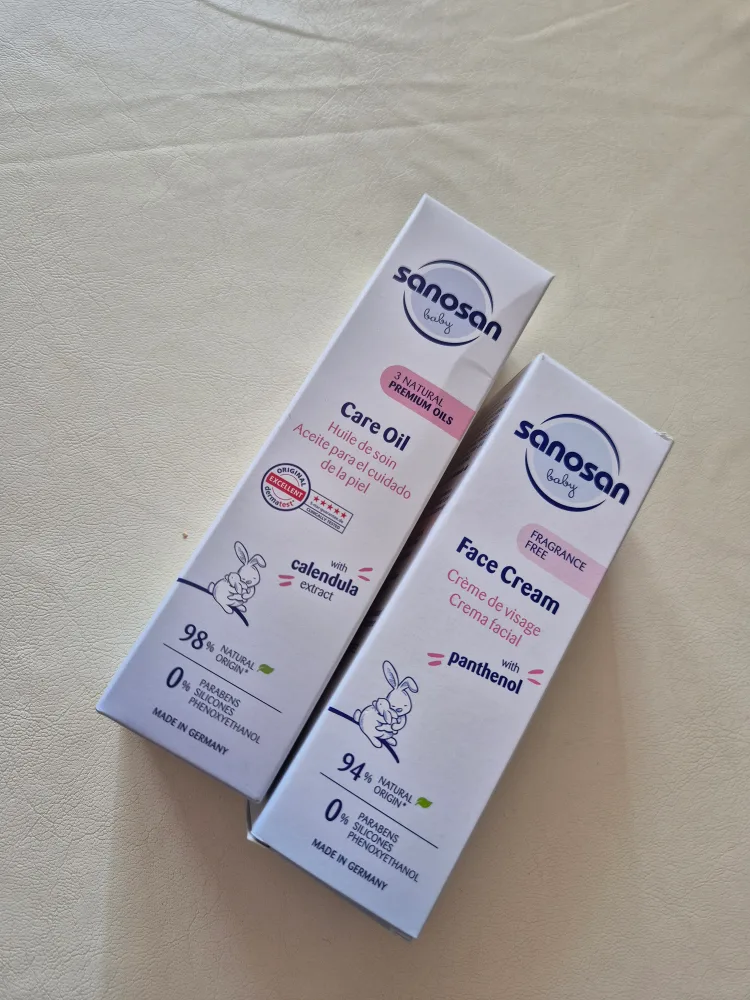 sanosan
baby
3 NATURAL
PREMIUM OILS
Care Oil
Huile de soin
Aceite para el cuidado
de la piel
ORIGINAL
EXCELLENT
dermatest
CLINICALLY TESTED
with
calendula
extract
98% NATURAL
ORIGIN*
0% PARABENS
SILICONES
PHENOXYETHANOL
MADE IN GERMANY
sanosan
baby
FRAGRANCE
FREE
Face Cream
Crème de visage
Crema facial
with
panthenol
94% NATURAL
ORIGIN*
0% PARABENS
SILICONES
PHENOXYETHANOL
MADE IN GERMANY